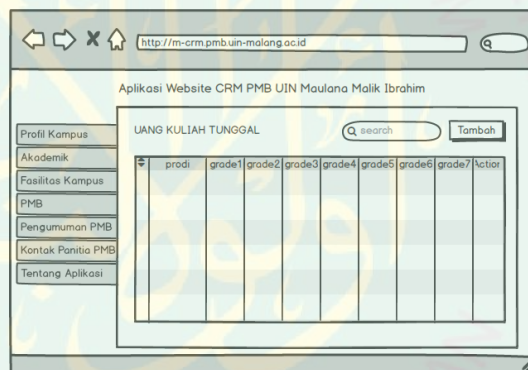 http://m-crm.pmb.uin-malang.ac.id
Aplikasi Website CRM PMB UIN Maulana Malik Ibrahim
Profil Kampus
Akademik
Fasilitas Kampus
PMB
Pengumuman PMB
Kontak Panitia PMB
Tentang Aplikasi
UANG KULIAH TUNGGAL
search
Tambah
prodi grade1 grade2 grade3 grade4 grade5 grade6 grade7 Action